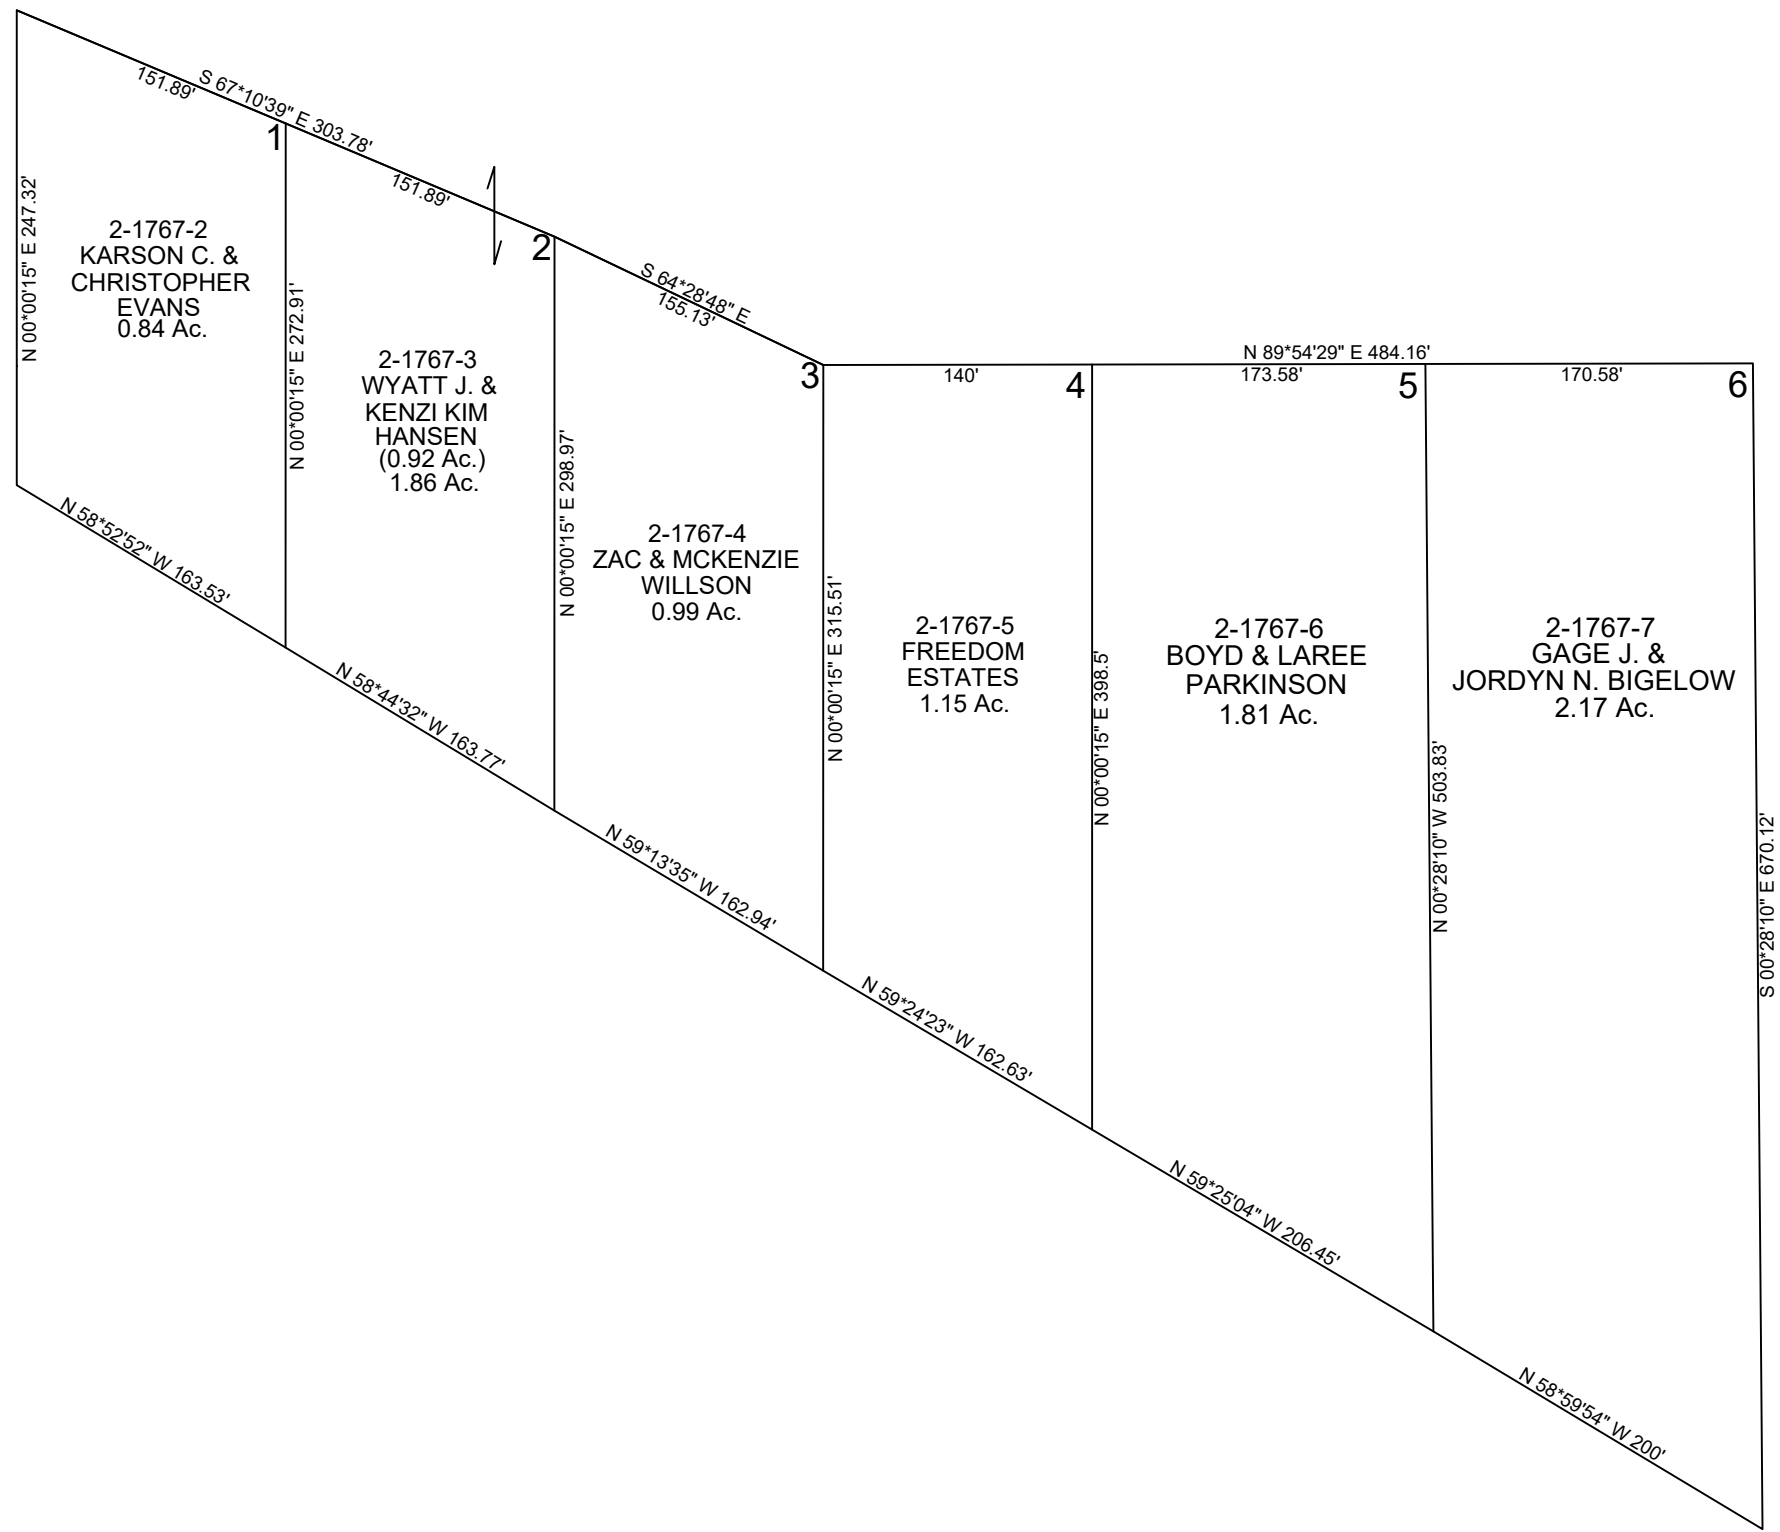 151.89'
S 67*10'39" E 303.78'
151.89'
1
2
N 00*00'15" E 247.32'
2-1767-2
KARSON C. &
CHRISTOPHER
EVANS
0.84 Ac.
N 00*00'15" E 272.91'
2-1767-3
WYATT J. &
KENZI KIM
HANSEN
(0.92 Ac.)
1.86 Ac.
S 64*28'48" E
155.13'
N 00*00'15" E 298.97'
3
140'
4
N 89*54'29" E 484.16'
173.58'
5
170.58'
6
2-1767-4
ZAC & MCKENZIE
WILLSON
0.99 Ac.
N 00*00'15" E 315.51'
2-1767-5
FREEDOM
ESTATES
1.15 Ac.
N 00*00'15" E 398.5'
2-1767-6
BOYD & LAREE
PARKINSON
1.81 Ac.
N 00*28'10" W 503.83'
2-1767-7
GAGE J. &
JORDYN N. BIGELOW
2.17 Ac.
S 00*28'10" E 670.12'
N 58*52'52" W 163.53'
N 58*44'32" W 163.77'
N 59*13'35" W 162.94'
N 59*24'23" W 162.63'
N 59*25'04" W 206.45'
N 58*59'54" W 200'